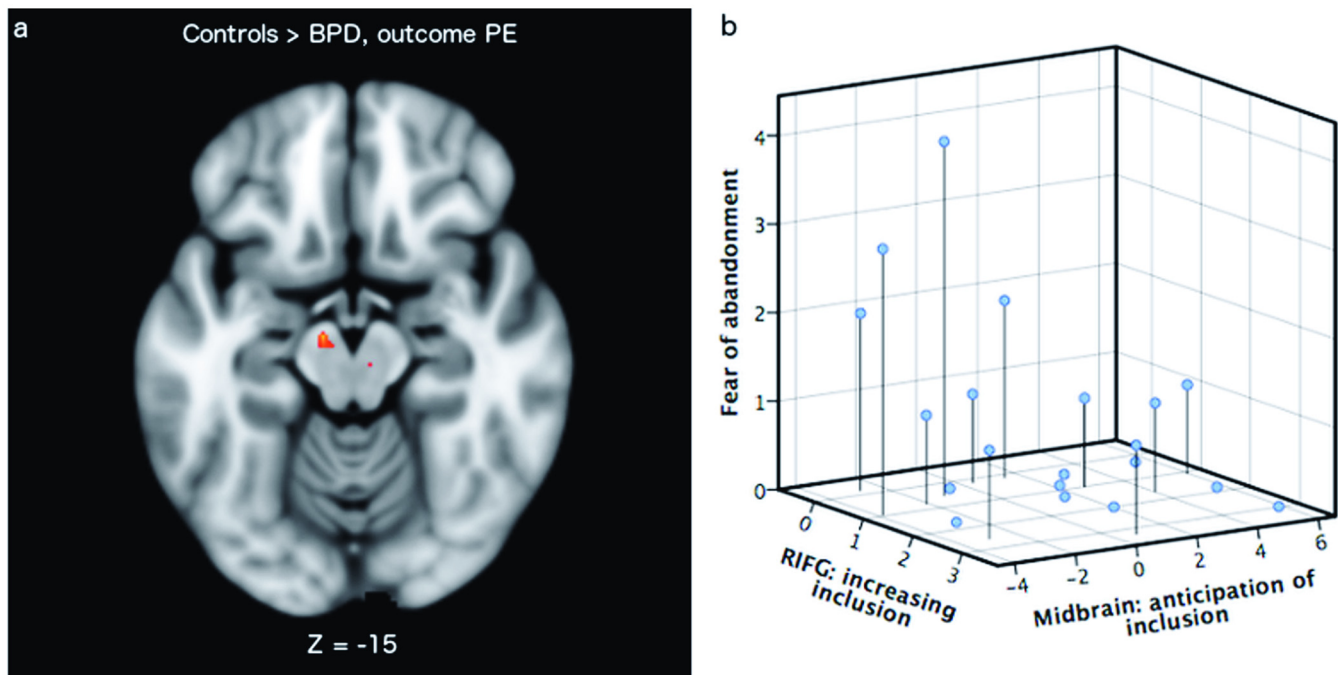 a
Controls > BPD, outcome PE
Z = -15
b
Fear of abandonment
4
3
2
1
0
0
1
2
3
RIFG: increasing
inclusion
-4
-2
0
2
4
6
Midbrain: anticipation of
inclusion